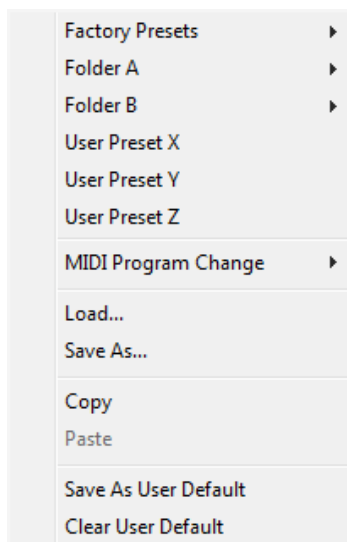 Factory Presets
Folder A
Folder B
User Preset X
User Preset Y
User Preset Z
MIDI Program Change
Load...
Save As...
Copy
Paste
Save As User Default
Clear User Default